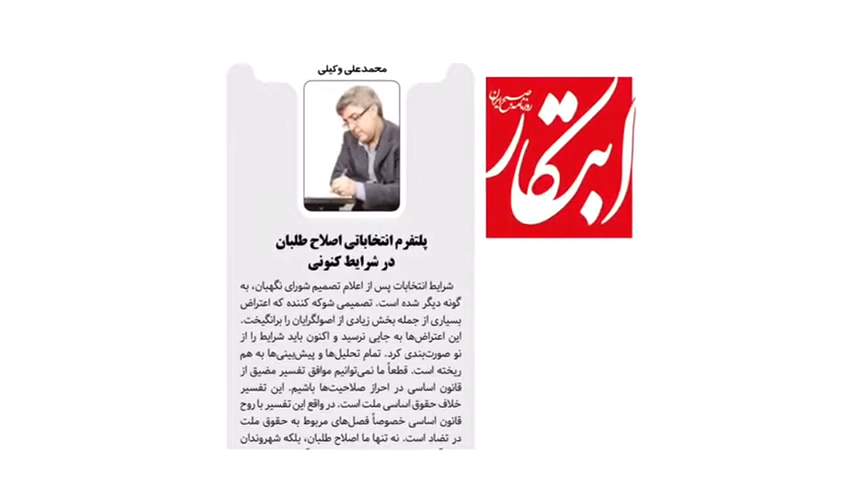 محمدعلی وکیلی
روزنامه صبح ایران
ابتکار
پلتفرم انتخاباتی اصلاح طلبان
در شرایط کنونی
شرایط انتخابات پس از اعلام تصمیم شورای نگهبان، به
گونه دیگر شده است. تصمیمی شوکه کننده که اعتراض
بسیاری از جمله بخش زیادی از اصولگرایان را برانگیخت.
این اعتراض‌ها به جایی نرسید و اکنون باید شرایط را از
نو صورت‌بندی کرد. تمام تحلیل‌ها و پیش‌بینی‌ها به هم
ریخته است. قطعاً ما نمی‌توانیم موافق تفسیر مضیق از
قانون اساسی در احراز صلاحیت‌ها باشیم. این تفسیر
خلاف حقوق اساسی ملت است. در واقع این تفسیر با روح
قانون اساسی خصوصاً فصل‌های مربوط به حقوق ملت
در تضاد است. نه تنها ما اصلاح طلبان، بلکه شهروندان